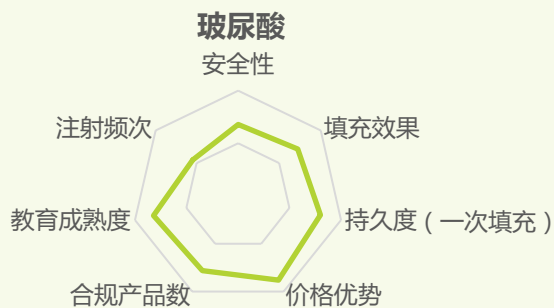 玻尿酸
安全性
注射频次
填充效果
教育成熟度
持久度（一次填充）
合规产品数
价格优势